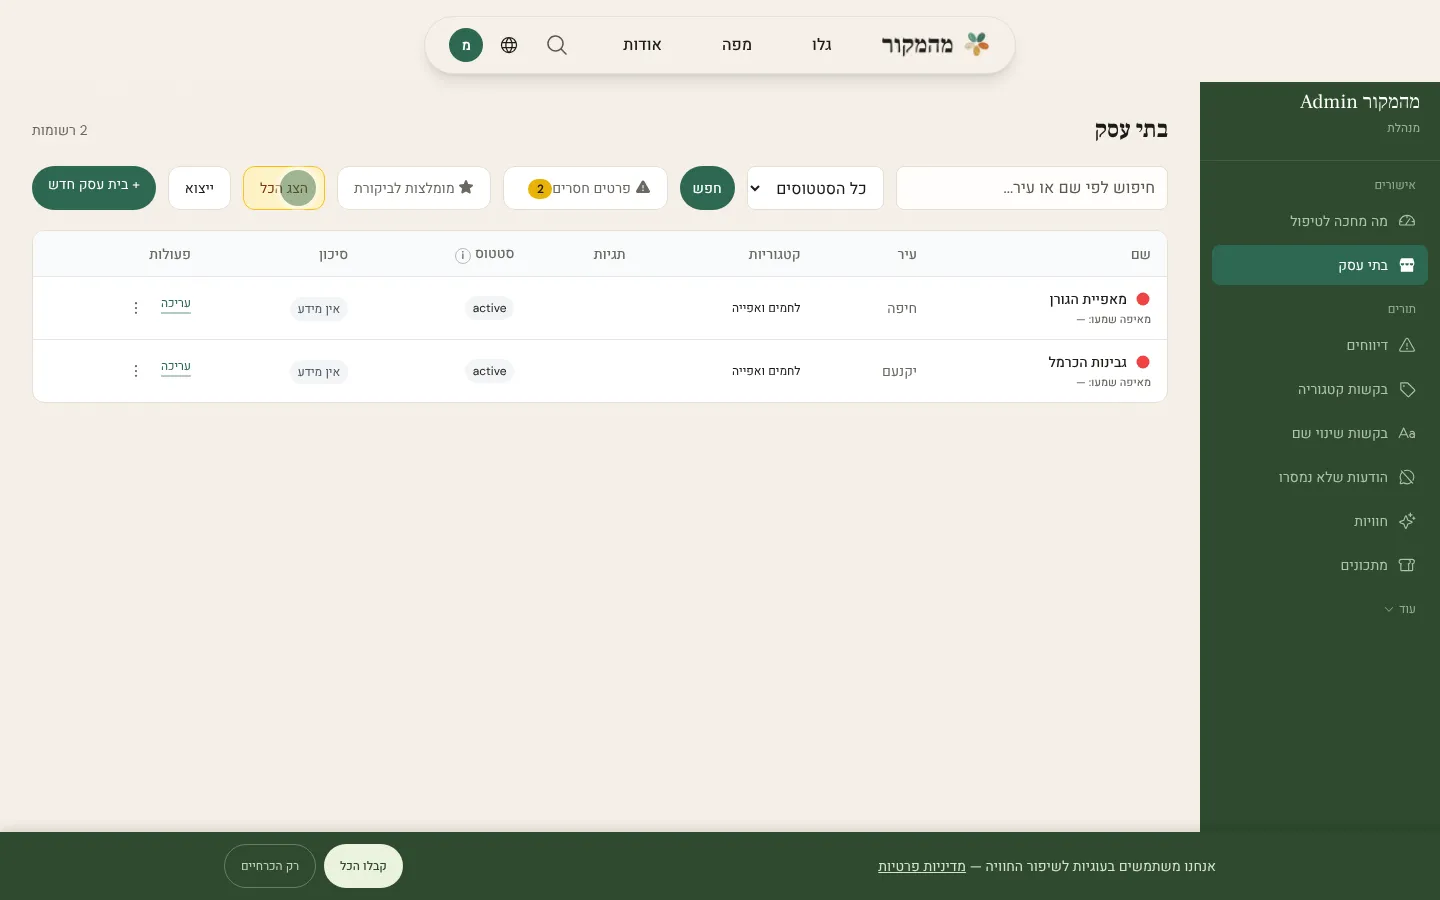 מהמקור
גלו
מפה
אודות
מ
מהמקור Admin
מנהלת
אישורים
מה מחכה לטיפול
בתי עסק
תורים
דיווחים
בקשות קטגוריה
Aa בקשות שינוי שם
הודעות שלא נמסרו
חוויות
מתכונים
עוד
בתי עסק
2 רשומות
חיפוש לפי שם או עיר...
כל הסטטוסים
חפש
פרטים חסרים 2
מומלצות לביקורת
הצג הכל
ייצוא
+ בית עסק חדש
שם עיר קטגוריות תגיות סטטוס i סיכון פעולות
מאפיית הגורן חיפה לחמים ואפייה active אין מידע עריכה
מאיפה שמעו: —
גבינות הכרמל יקנעם לחמים ואפייה active אין מידע עריכה
מאיפה שמעו: —
אנחנו משתמשים בעוגיות לשיפור החוויה — מדיניות פרטיות
קבלו הכל
רק הכרחיים